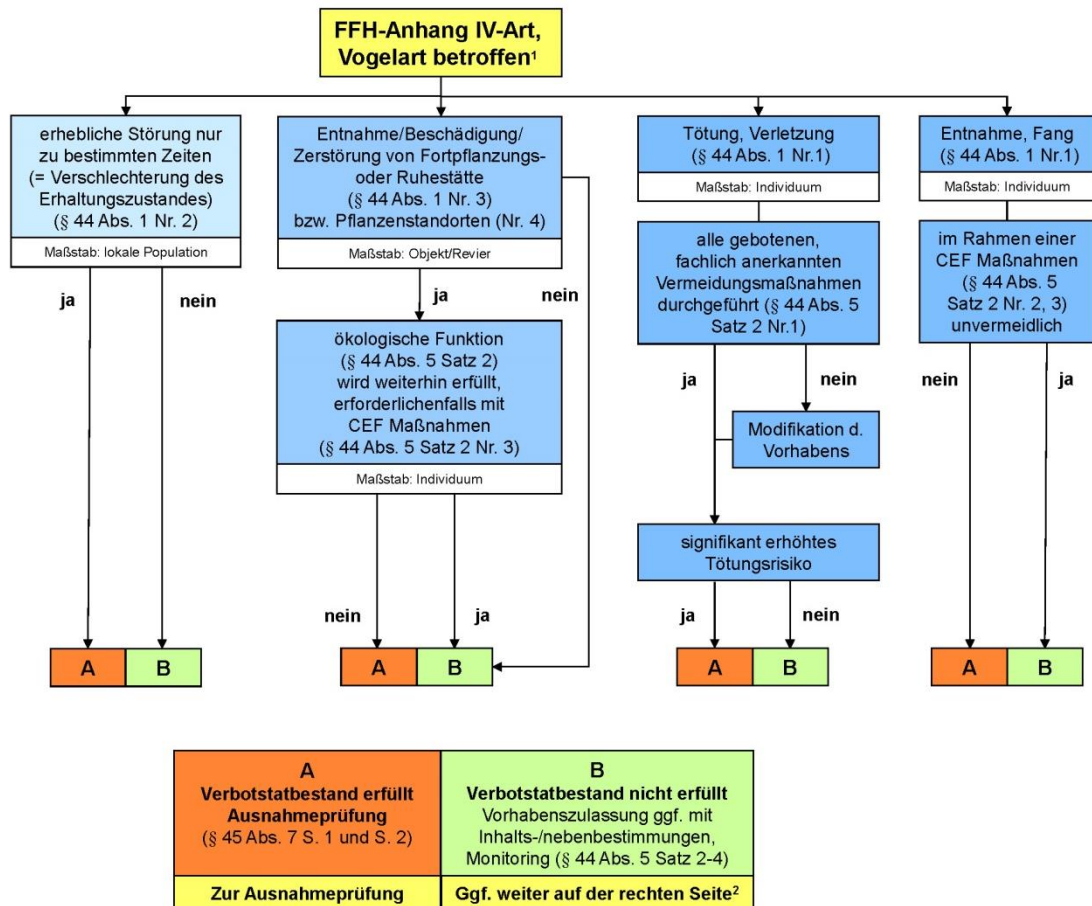 FFH-Anhang IV-Art,
Vogelart betroffen¹
erhebliche Störung nur
zu bestimmten Zeiten
(= Verschlechterung des
Erhaltungszustandes)
(§ 44 Abs. 1 Nr. 2)
Maßstab: lokale Population
ja
nein
A
B
Entnahme/Beschädigung/
Zerstörung von Fortpflanzungs-
oder Ruhestätte
(§ 44 Abs. 1 Nr. 3)
bzw. Pflanzenstandorten (Nr. 4)
Maßstab: Objekt/Revier
ja
nein
ökologische Funktion
(§ 44 Abs. 5 Satz 2)
wird weiterhin erfüllt,
erforderlichenfalls mit
CEF Maßnahmen
(§ 44 Abs. 5 Satz 2 Nr. 3)
Maßstab: Individuum
nein
ja
A
B
Tötung, Verletzung
(§ 44 Abs. 1 Nr.1)
Maßstab: Individuum
alle gebotenen,
fachlich anerkannten
Vermeidungsmaßnahmen
durchgeführt (§ 44 Abs. 5
Satz 2 Nr.1)
ja
nein
Modifikation d.
Vorhabens
signifikant erhöhtes
Tötungsrisiko
ja
nein
A
B
Entnahme, Fang
(§ 44 Abs. 1 Nr.1)
Maßstab: Individuum
im Rahmen einer
CEF Maßnahmen
(§ 44 Abs. 5
Satz 2 Nr. 2, 3)
unvermeidlich
nein
ja
A
B
A
Verbotstatbestand erfüllt
Ausnahmeprüfung
(§ 45 Abs. 7 S. 1 und S. 2)
Zur Ausnahmeprüfung
B
Verbotstatbestand nicht erfüllt
Vorhabenszulassung ggf. mit
Inhalts-/nebenbestimmungen,
Monitoring (§ 44 Abs. 5 Satz 2-4)
Ggf. weiter auf der rechten Seite²